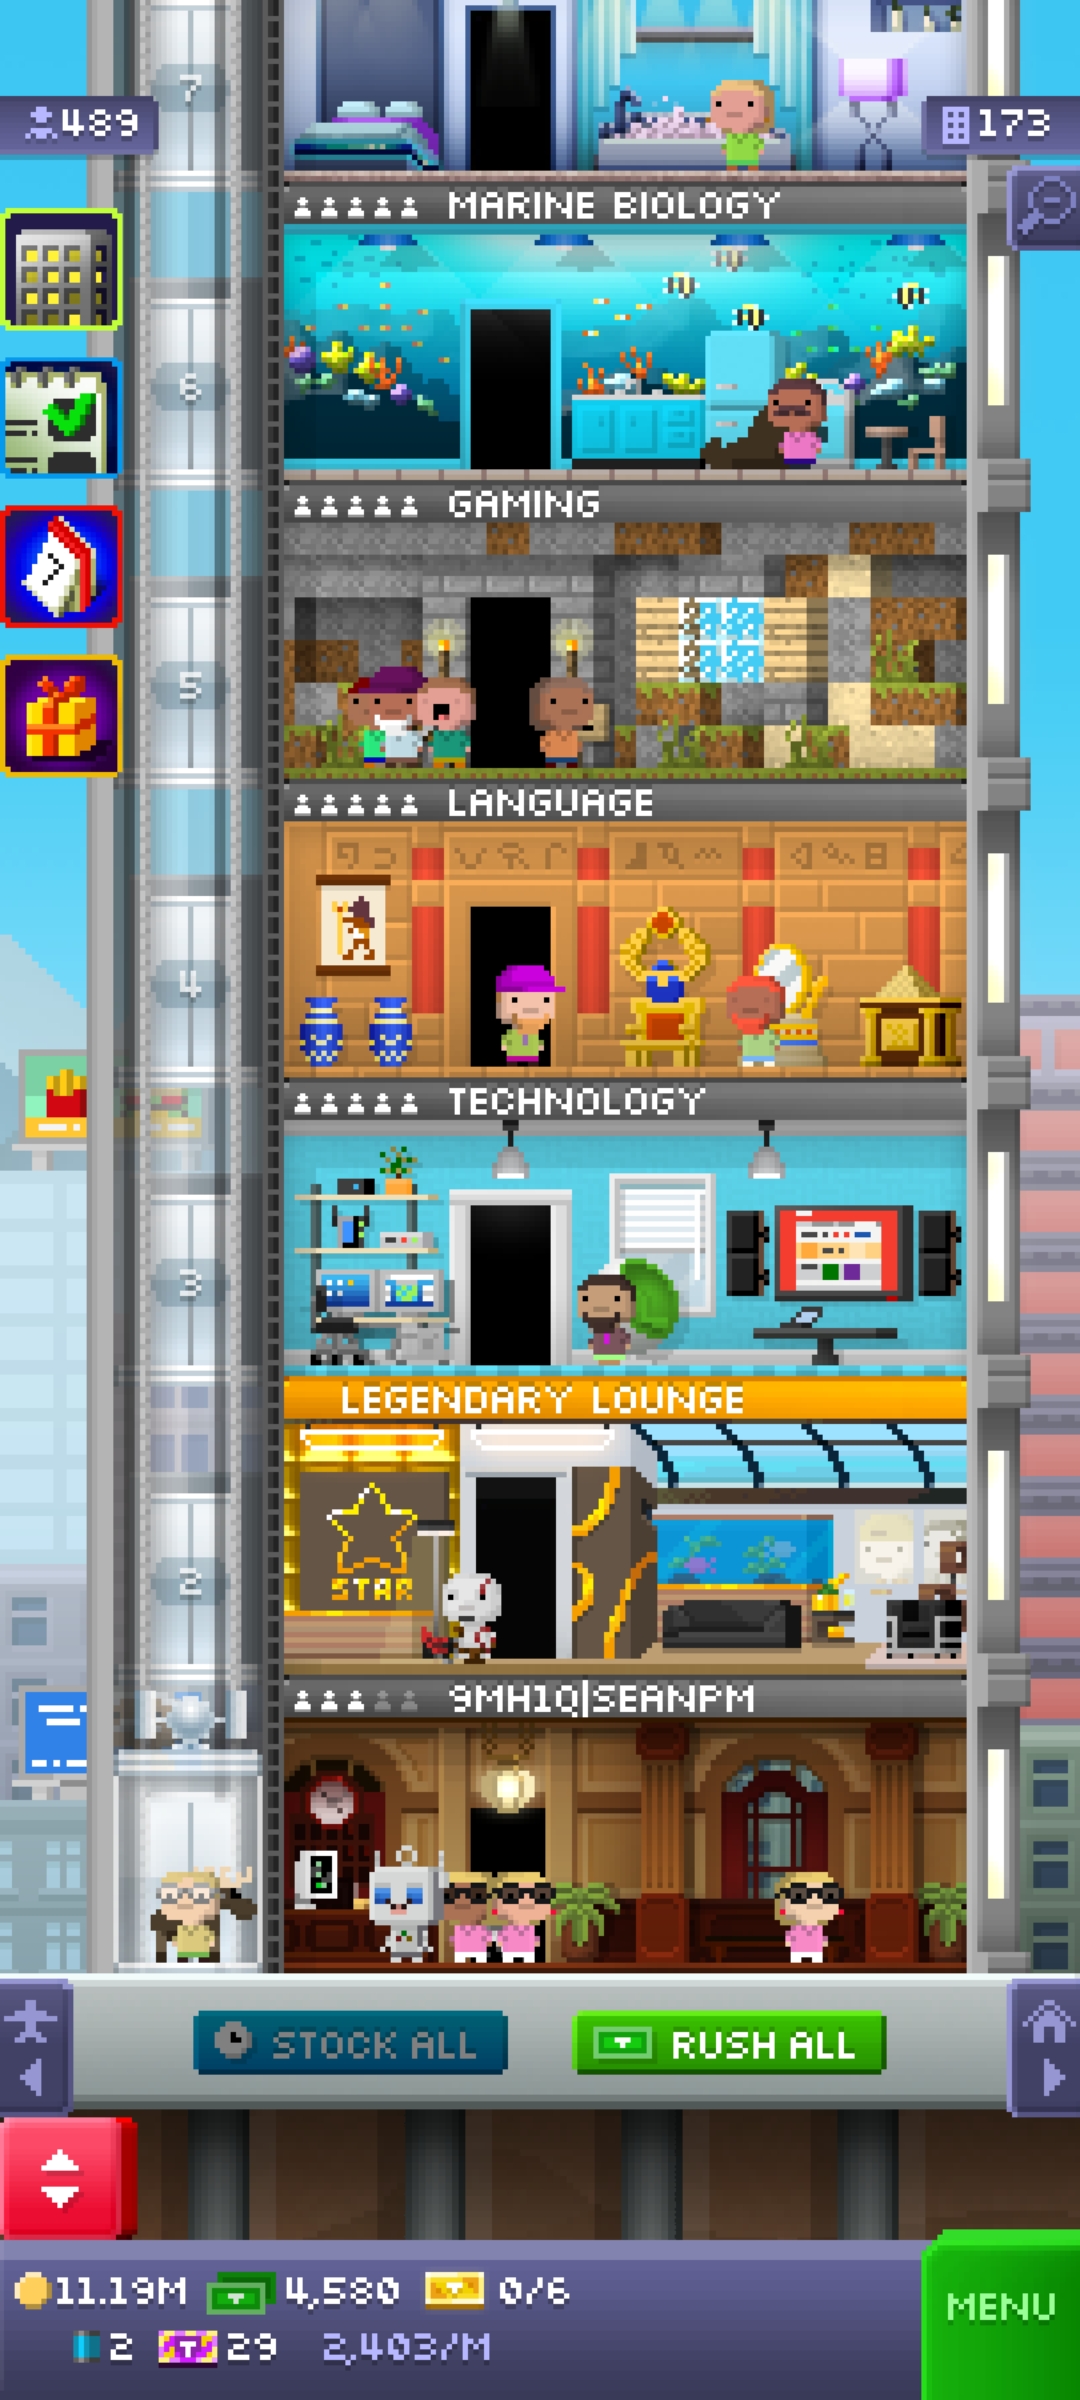 7
489
173
MARINE BIOLOGY
6
GAMING
5
LANGUAGE
4
TECHNOLOGY
3
LEGENDARY LOUNGE
STAR
2
9MH1Q|SEANPM
STOCK ALL
RUSH ALL
11.19M 4,580 0/6
MENU
2 29 2,403/M